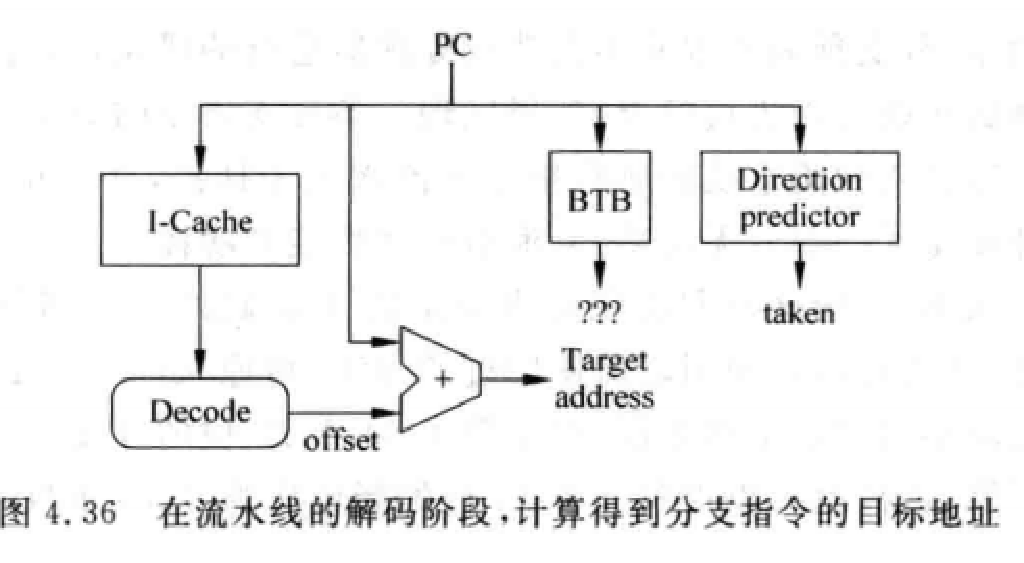 PC
I-Cache
BTB
Direction
predictor
???
taken
Target
address
+
Decode
offset
图 4.36 在流水线的解码阶段,计算得到分支指令的目标地址